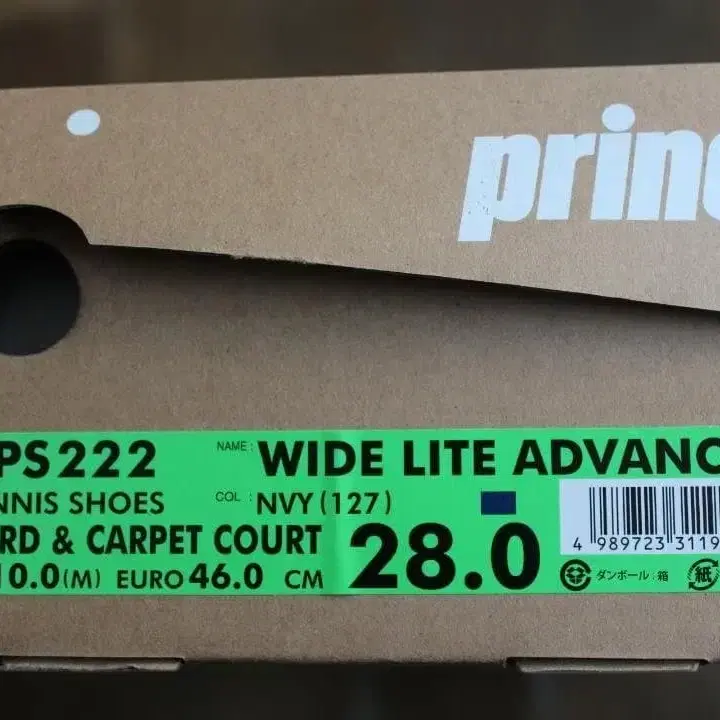 princ
PS222
NAME: WIDE LITE ADVANC
NNIS SHOES
COL: NVY(127)
RD & CARPET COURT
10.0(M) EURO 46.0 CM 28.0
4 989723 3119
ダンボール:箱 紙